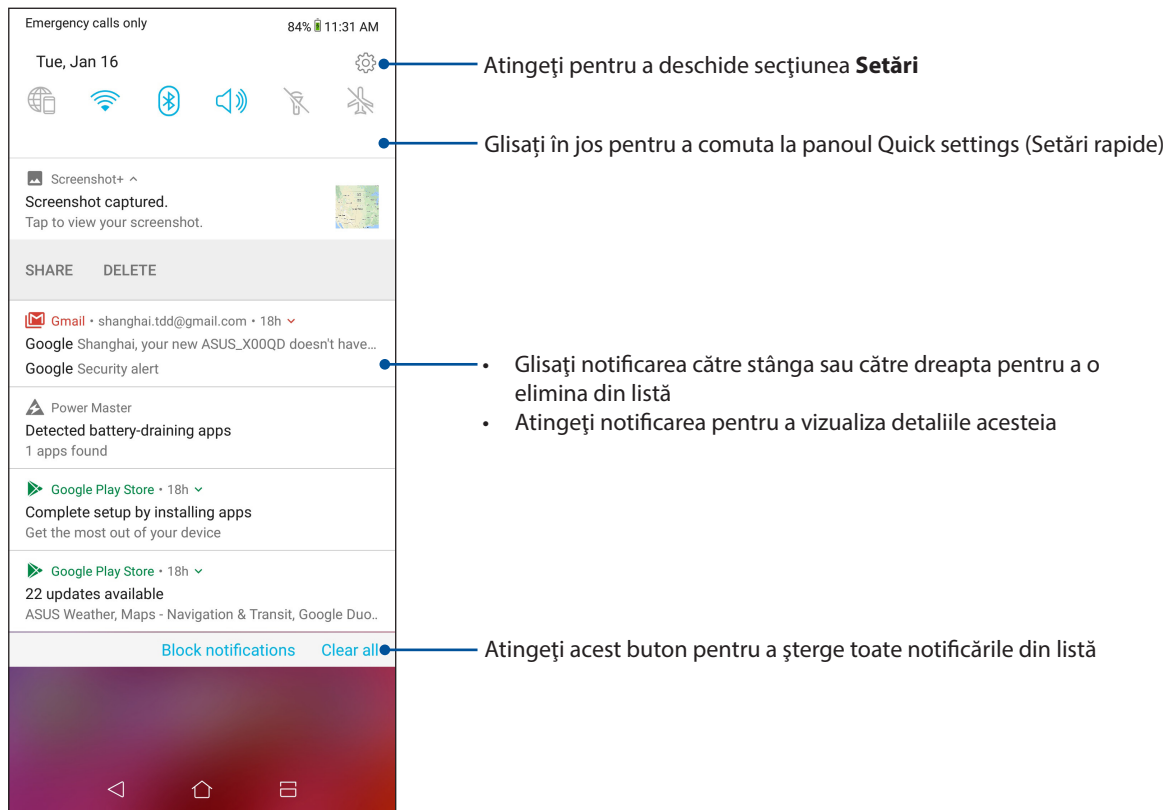 Emergency calls only 84% 11:31 AM
Tue, Jan 16
Atingeţi pentru a deschide secţiunea Setări
Glisați în jos pentru a comuta la panoul Quick settings (Setări rapide)
Screenshot+
Screenshot captured.
Tap to view your screenshot.
SHARE DELETE
Gmail • shanghai.tdd@gmail.com • 18h
Google Shanghai, your new ASUS_X00QD doesn't have...
Google Security alert
• Glisaţi notificarea către stânga sau către dreapta pentru a o
elimina din listă
• Atingeţi notificarea pentru a vizualiza detaliile acesteia
Power Master
Detected battery-draining apps
1 apps found
Google Play Store • 18h
Complete setup by installing apps
Get the most out of your device
Google Play Store • 18h
22 updates available
ASUS Weather, Maps - Navigation & Transit, Google Duo..
Block notifications Clear all
Atingeţi acest buton pentru a şterge toate notificările din listă